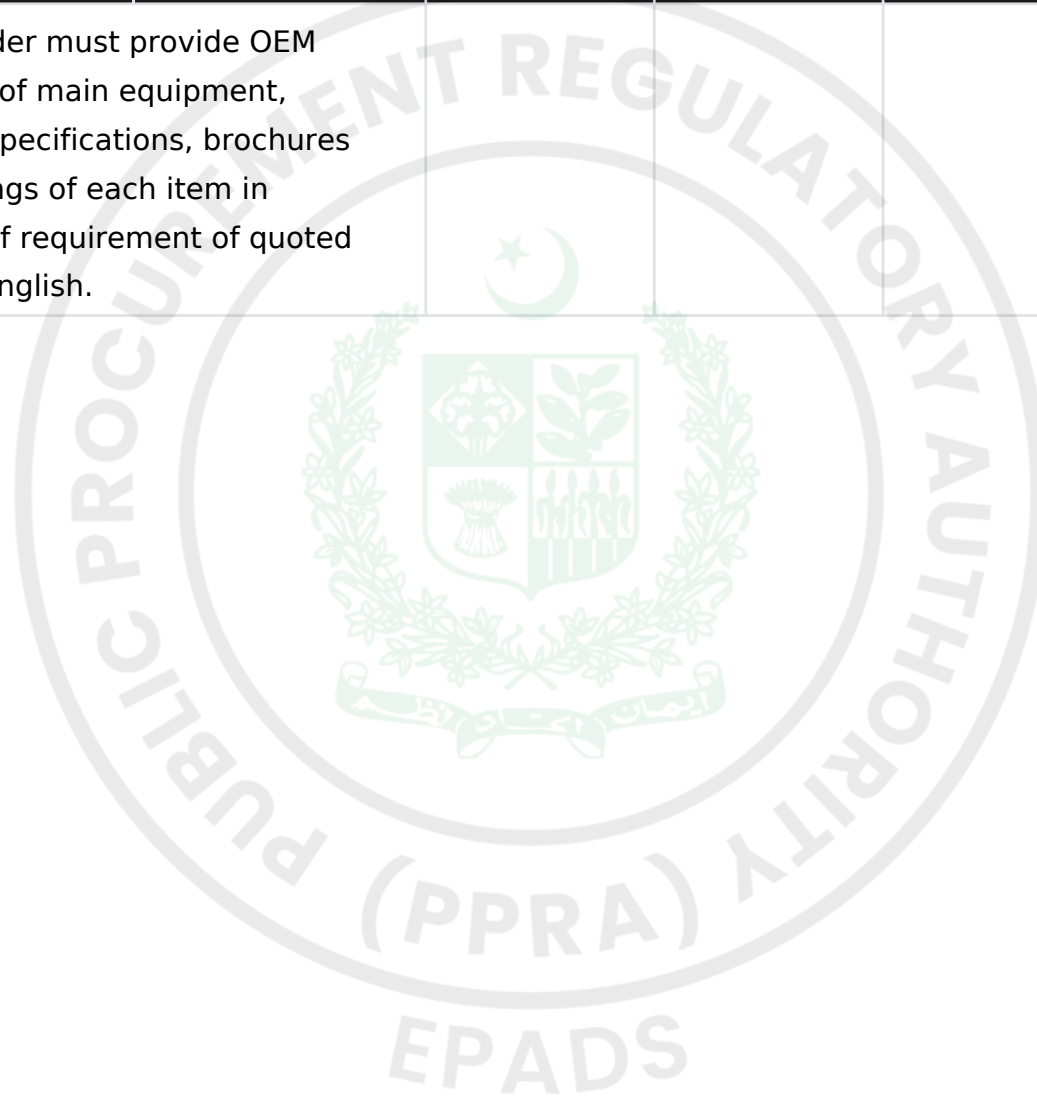 der must provide OEM
of main equipment,
pecifications, brochures
ngs of each item in
f requirement of quoted
nglish.
PUBLIC PROCUREMENT REGULATORY AUTHORITY
(PPRA)
EPADS